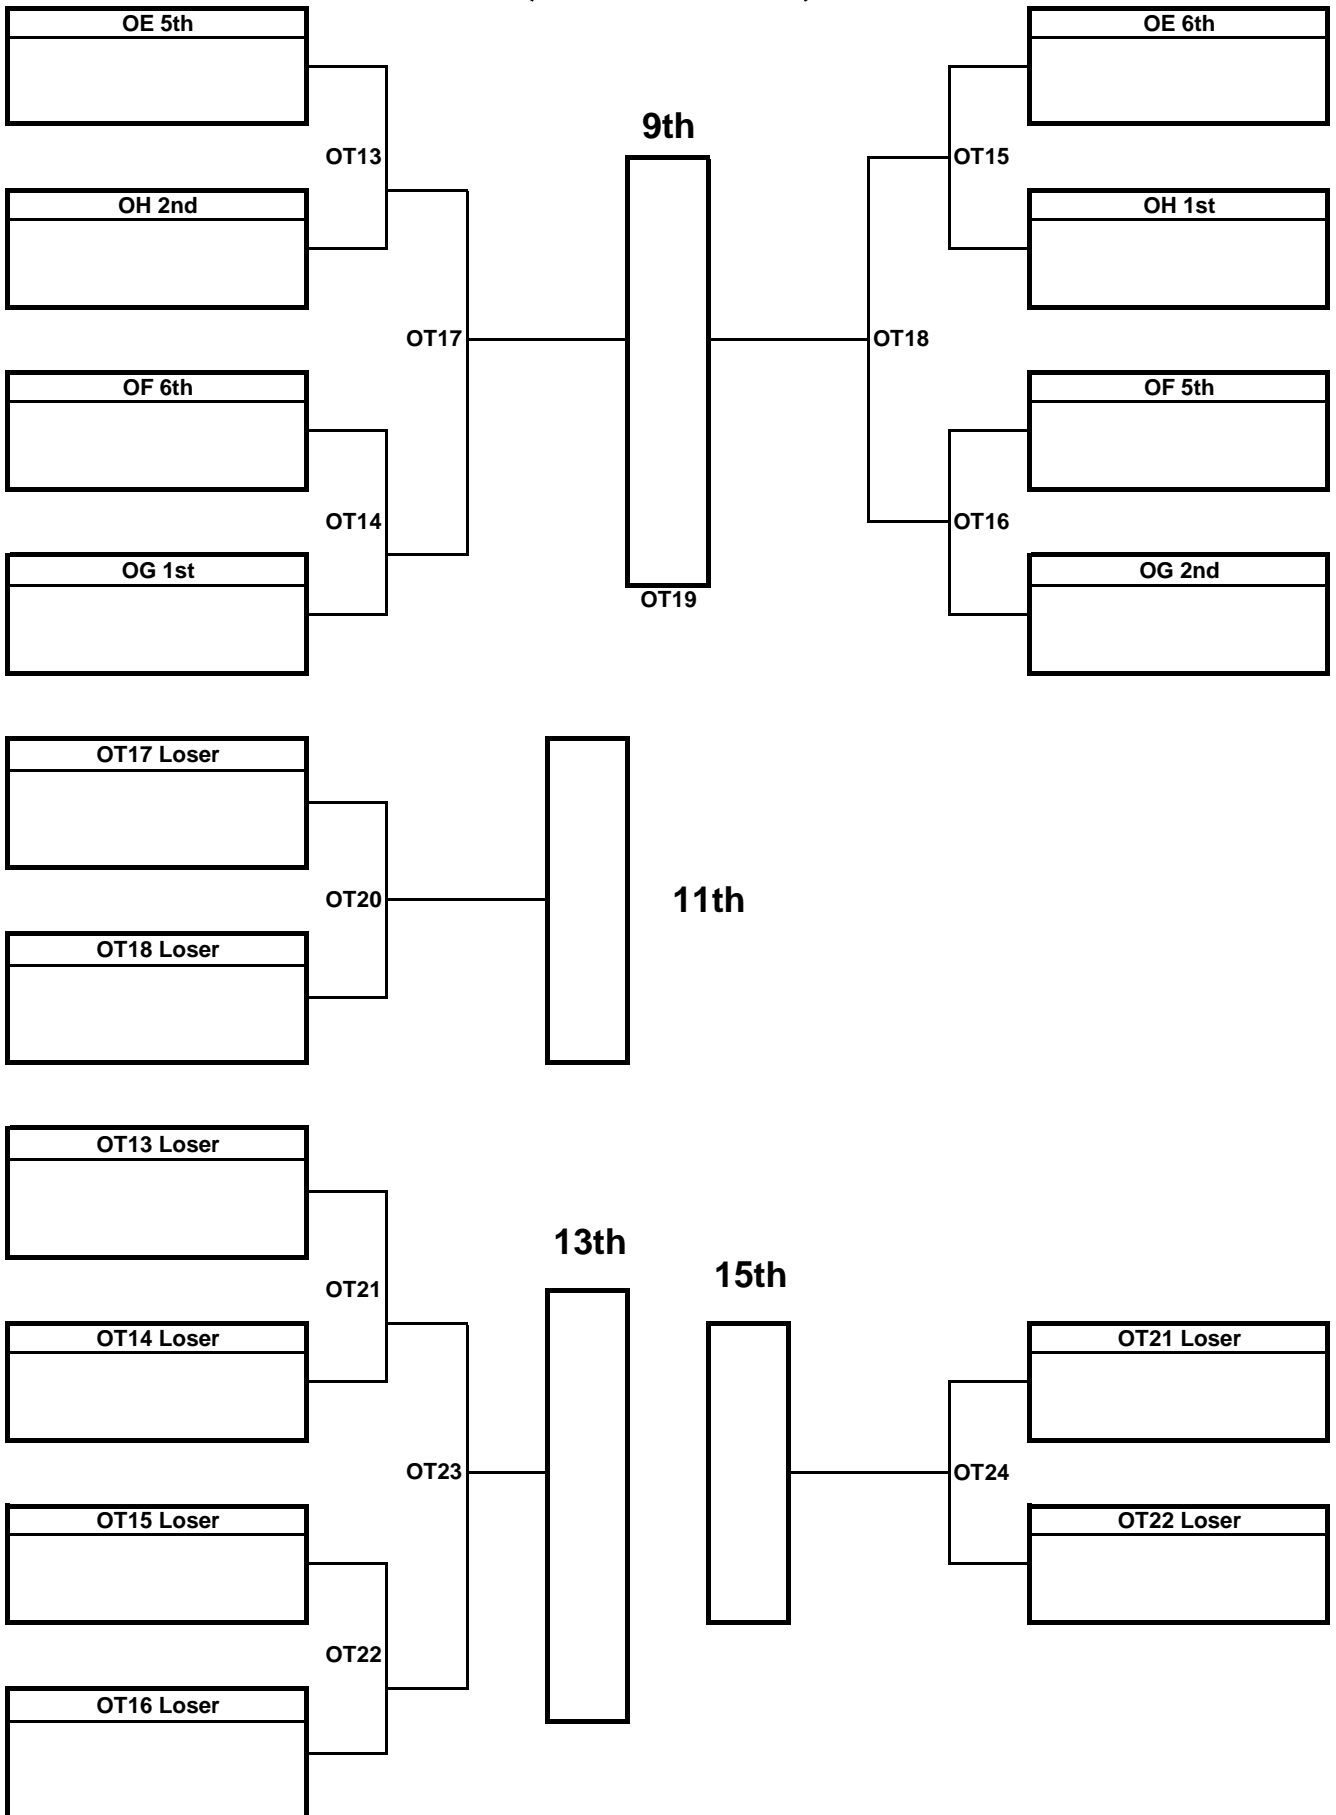 OE 5th
OE 6th
9th
OT13
OT15
OH 2nd
OH 1st
OT17
OT18
OF 6th
OF 5th
OT14
OT16
OG 1st
OG 2nd
OT19
OT17 Loser
OT20
11th
OT18 Loser
OT13 Loser
13th
15th
OT21
OT14 Loser
OT21 Loser
OT23
OT24
OT15 Loser
OT22 Loser
OT22
OT16 Loser